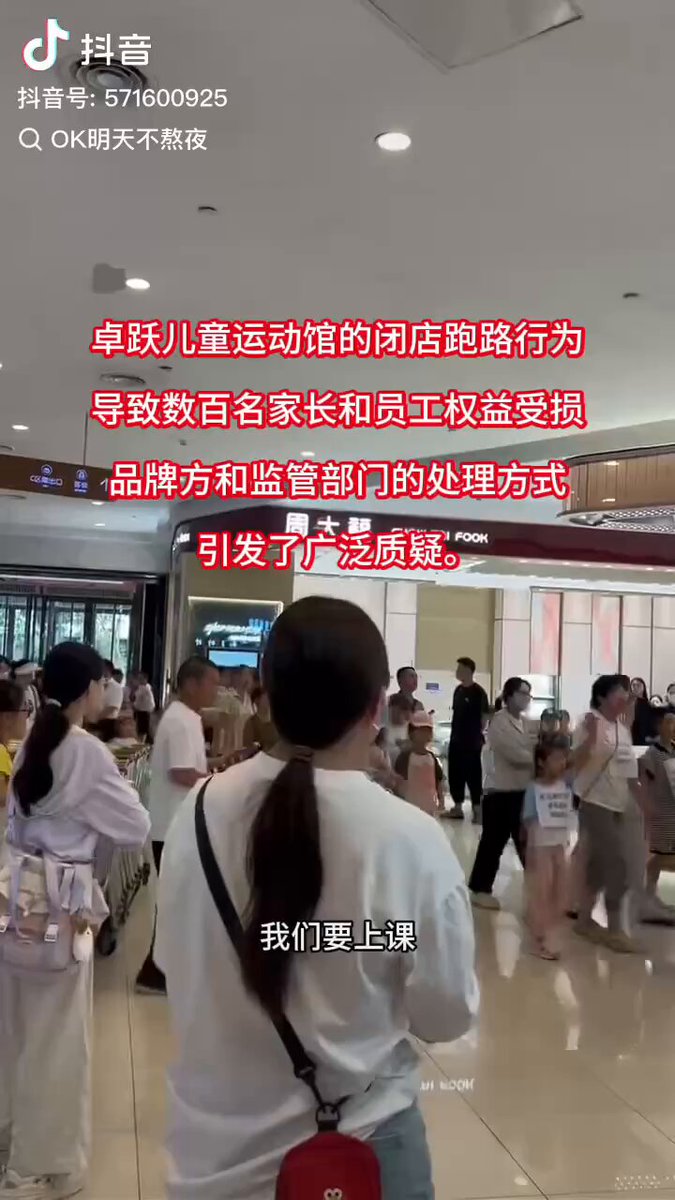 抖音
抖音号: 571600925
OK明天不熬夜
卓跃儿童运动馆的闭店跑路行为
导致数百名家长和员工权益受损
品牌方和监管部门的处理方式
周大福
FOOK
引发了广泛质疑。
我们要上课